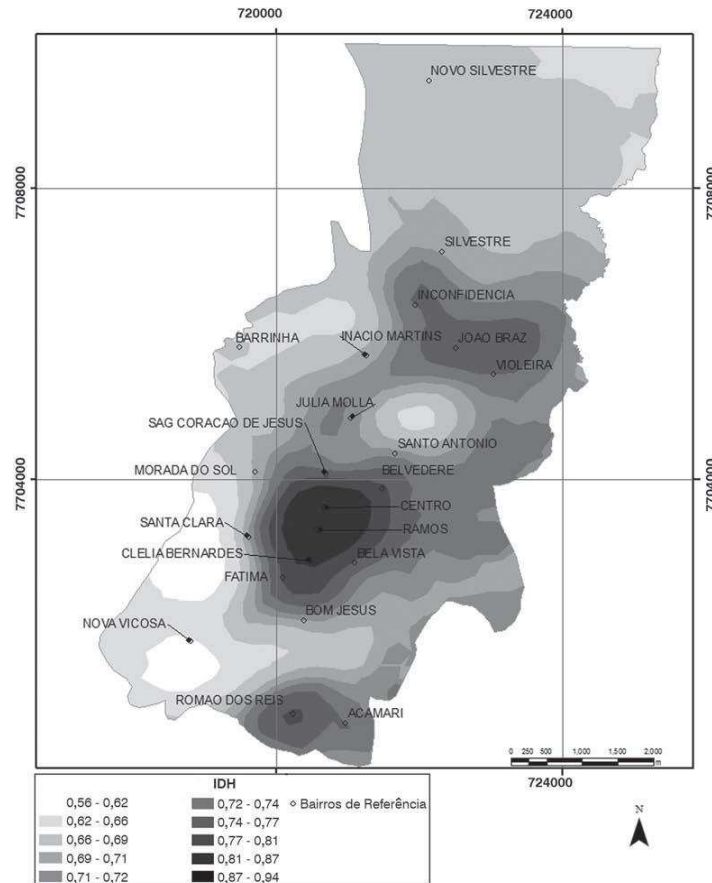 720000 724000
NOVO SILVESTRE
7708000 7708000
SILVESTRE
INCONFIDENCIA
BARRINHA INACIO MARTINS JOAO BRAZ
VIOLEIRA
JULIA MOLLA
SAG CORACAO DE JESUS
SANTO ANTONIO
MORADA DO SOL BELVEDERE
7704000 7704000
CENTRO
SANTA CLARA RAMOS
CLELIA BERNARDES BELA VISTA
FATIMA
BOM JESUS
NOVA VICOSA
ROMAO DOS REIS
ACAMARI
0 250 500 1,000 1,500 2,000
m
724000
IDH
0,56 - 0,62 0,72 - 0,74 Bairros de Referência
0,62 - 0,66 0,74 - 0,77
0,66 - 0,69 0,77 - 0,81
0,69 - 0,71 0,81 - 0,87
0,71 - 0,72 0,87 - 0,94
N